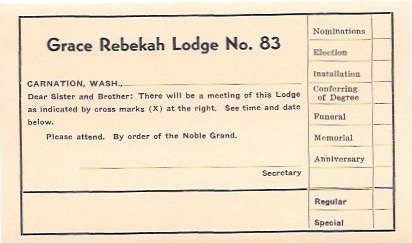 Grace Rebekah Lodge No. 83
CARNATION, WASH.,
Dear Sister and Brother: There will be a meeting of this Lodge
as indicated by cross marks (X) at the right. See time and date
below.
Please attend. By order of the Noble Grand.
Secretary
Nominations
Election
Installation
Conferring
of Degree
Funeral
Memorial
Anniversary
Regular
Special